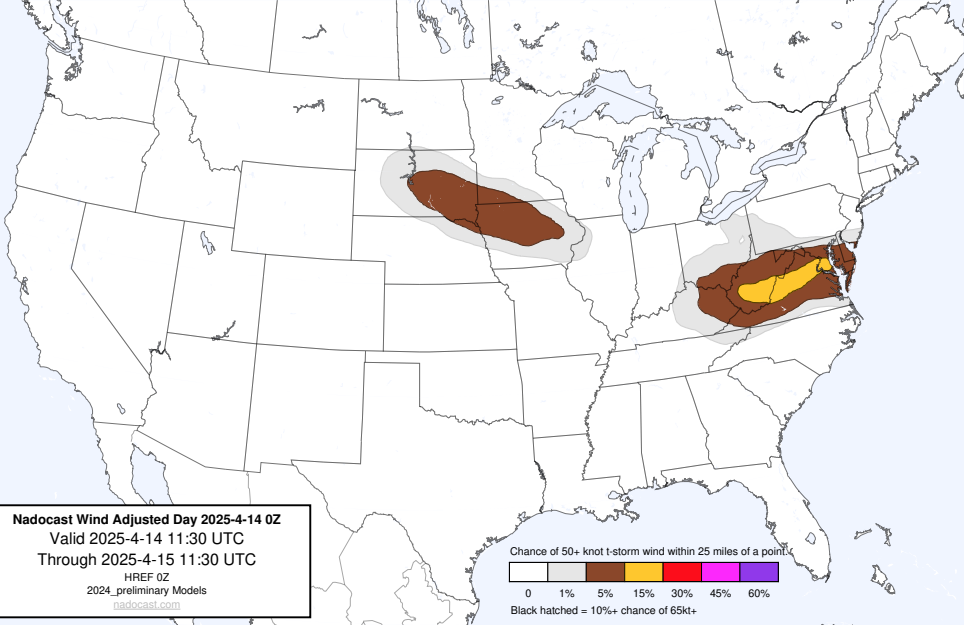 Nadocast Wind Adjusted Day 2025-4-14 0Z
Valid 2025-4-14 11:30 UTC
Through 2025-4-15 11:30 UTC
HREF 0Z
2024_preliminary Models
nadocast.com
Chance of 50+ knot t-storm wind within 25 miles of a point.
0 1% 5% 15% 30% 45% 60%
Black hatched = 10%+ chance of 65kt+